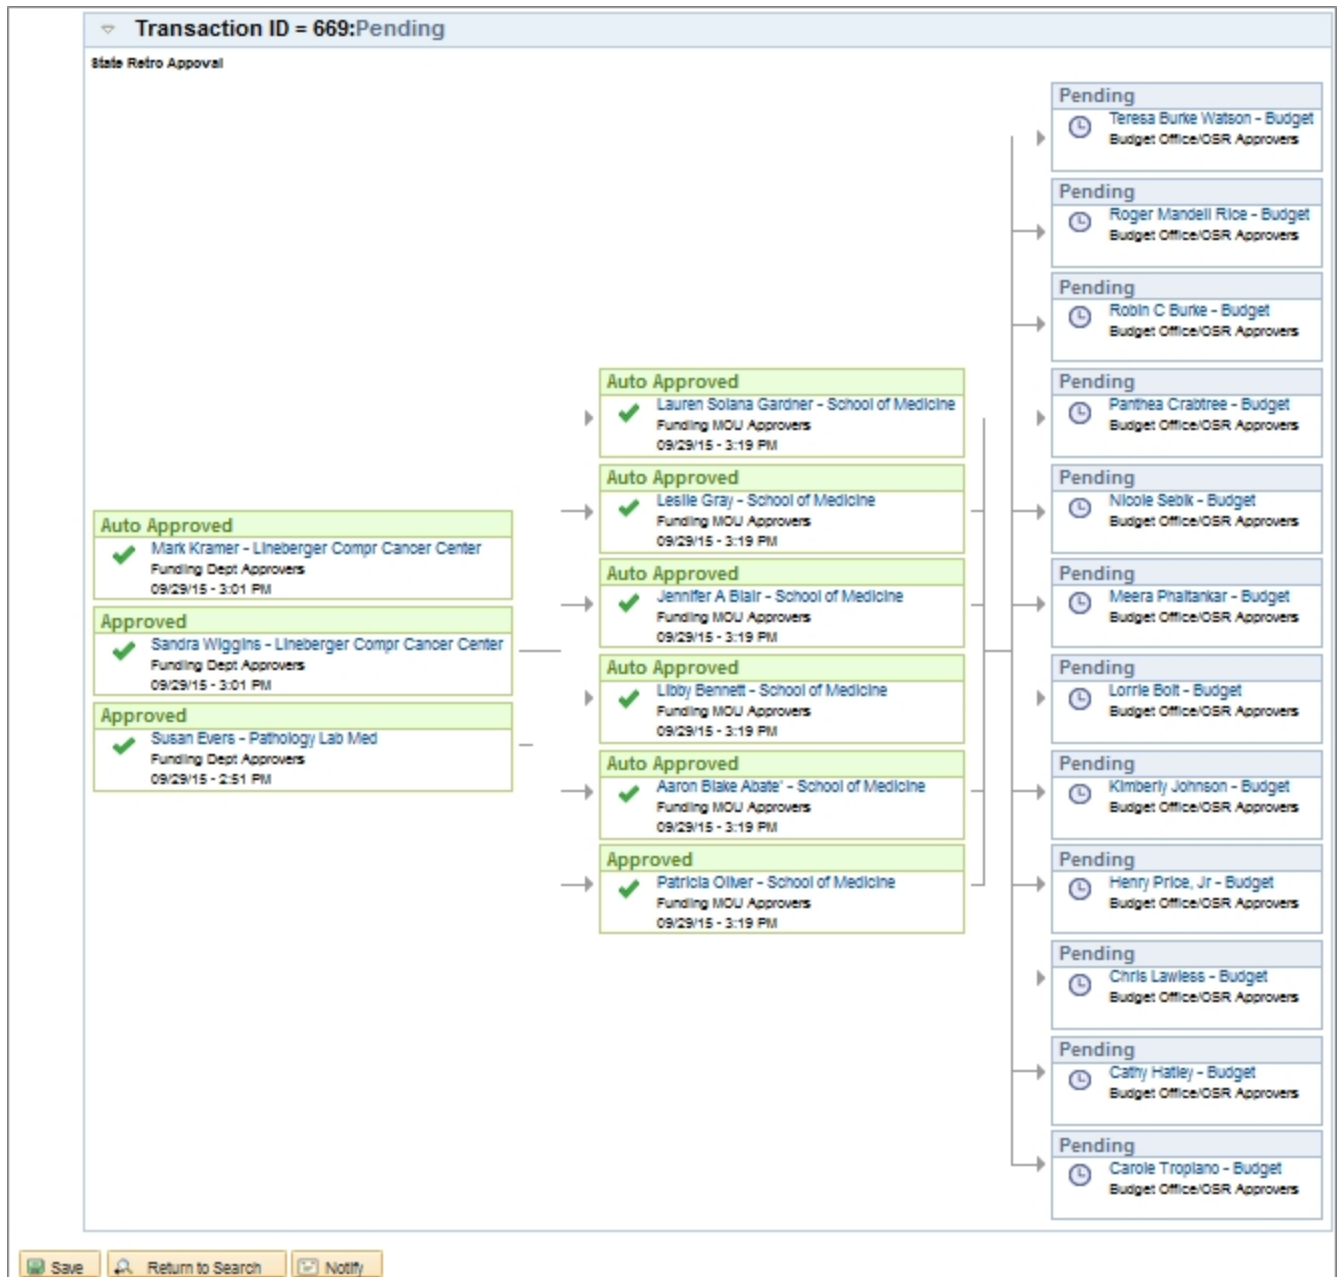 Transaction ID = 669:Pending
State Retro Appoval
Auto Approved
Mark Kramer - Lineberger Compr Cancer Center
Funding Dept Approvers
09/29/15 - 3:01 PM
Approved
Sandra Wiggins - Lineberger Compr Cancer Center
Funding Dept Approvers
09/29/15 - 3:01 PM
Approved
Susan Evers - Pathology Lab Med
Funding Dept Approvers
09/29/15 - 2:51 PM
Auto Approved
Lauren Solana Gardner - School of Medicine
Funding MOU Approvers
09/29/15 - 3:19 PM
Auto Approved
Leslie Gray - School of Medicine
Funding MOU Approvers
09/29/15 - 3:19 PM
Auto Approved
Jennifer A Blair - School of Medicine
Funding MOU Approvers
09/29/15 - 3:19 PM
Auto Approved
Libby Bennett - School of Medicine
Funding MOU Approvers
09/29/15 - 3:19 PM
Auto Approved
Aaron Blake Abate' - School of Medicine
Funding MOU Approvers
09/29/15 - 3:19 PM
Approved
Patricia Oliver - School of Medicine
Funding MOU Approvers
09/29/15 - 3:19 PM
Pending
Teresa Burke Watson - Budget
Budget Office/OSR Approvers
Pending
Roger Mandell Rice - Budget
Budget Office/OSR Approvers
Pending
Robin C Burke - Budget
Budget Office/OSR Approvers
Pending
Panthea Crabtree - Budget
Budget Office/OSR Approvers
Pending
Nicole Sebik - Budget
Budget Office/OSR Approvers
Pending
Meera Phaltankar - Budget
Budget Office/OSR Approvers
Pending
Lorrie Bolt - Budget
Budget Office/OSR Approvers
Pending
Kimberly Johnson - Budget
Budget Office/OSR Approvers
Pending
Henry Price, Jr - Budget
Budget Office/OSR Approvers
Pending
Chris Lawless - Budget
Budget Office/OSR Approvers
Pending
Cathy Hatley - Budget
Budget Office/OSR Approvers
Pending
Carole Tropiano - Budget
Budget Office/OSR Approvers
Save
Return to Search
Notify